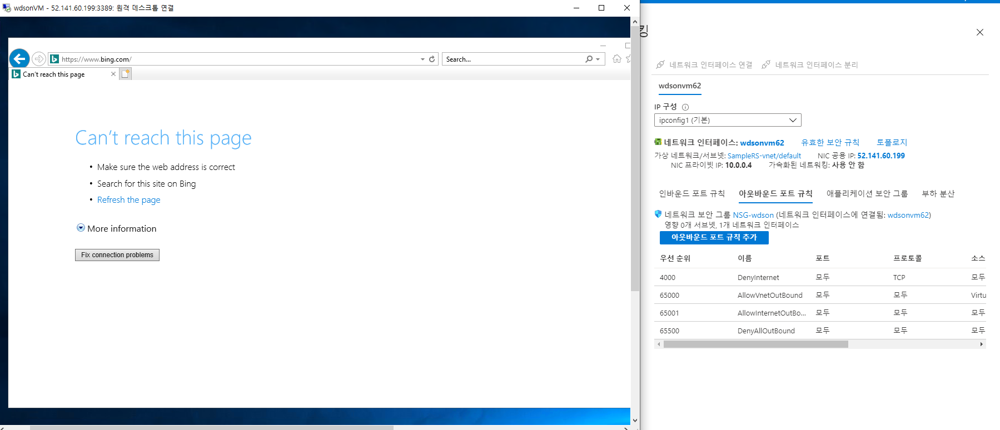 wdsonVM - 52.141.60.199:3389: 원격 데스크톱 연결
https://www.bing.com/
Search...
Can't reach this page
Can't reach this page
• Make sure the web address is correct
• Search for this site on Bing
• Refresh the page
More information
Fix connection problems
킹
네트워크 인터페이스 연결 네트워크 인터페이스 분리
wdsonvm62
IP 구성
ipconfig1 (기본)
네트워크 인터페이스: wdsonvm62 유효한 보안 규칙 토폴로지
가상 네트워크/서브넷: SampleRS-vnet/default NIC 공용 IP: 52.141.60.199
NIC 프라이빗 IP: 10.0.0.4 가속화된 네트워킹: 사용 안 함
인바운드 포트 규칙 아웃바운드 포트 규칙 애플리케이션 보안 그룹 부하 분산
네트워크 보안 그룹 NSG-wdson (네트워크 인터페이스에 연결됨: wdsonvm62)
영향 0개 서브넷, 1개 네트워크 인터페이스
아웃바운드 포트 규칙 추가
우선 순위 이름 포트 프로토콜 소스
4000 DenyInternet 모두 TCP 모두
65000 AllowVnetOutBound 모두 모두 Virtu
65001 AllowInternetOutBo... 모두 모두 모두
65500 DenyAllOutBound 모두 모두 모두